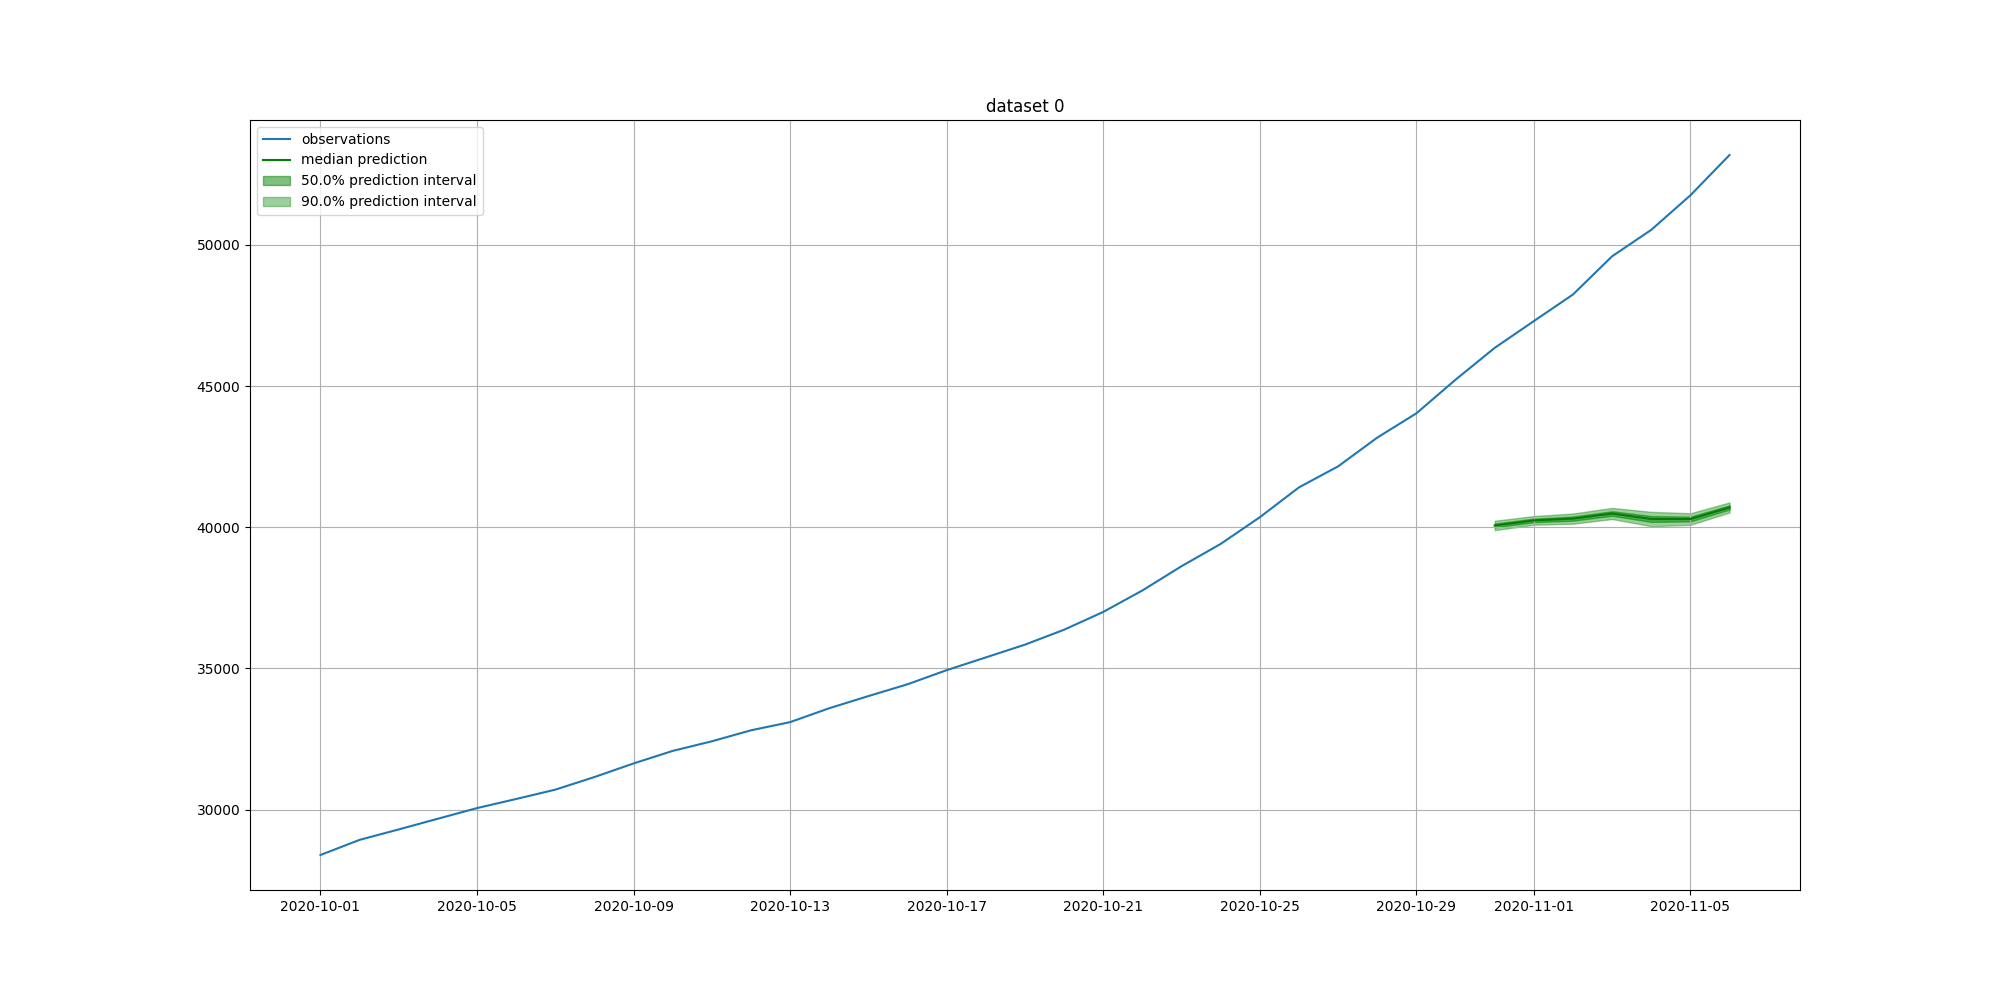 dataset 0
observations
median prediction
50.0% prediction interval
90.0% prediction interval
50000
45000
40000
35000
30000
2020-10-01 2020-10-05 2020-10-09 2020-10-13 2020-10-17 2020-10-21 2020-10-25 2020-10-29 2020-11-01 2020-11-05